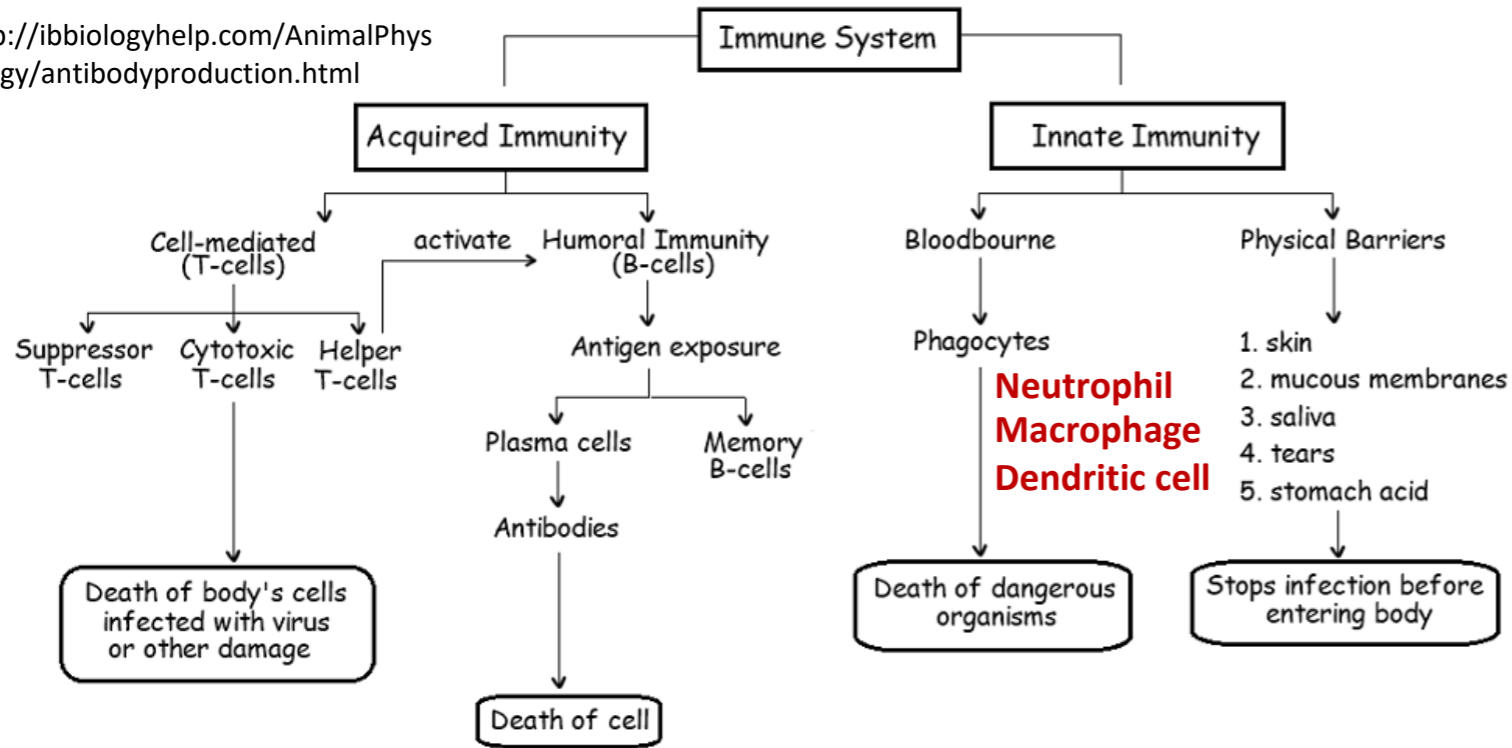 p://ibbiologyhelp.com/AnimalPhys
gy/antibodyproduction.html
Immune System
Acquired Immunity
Innate Immunity
Cell-mediated
(T-cells)
activate
Humoral Immunity
(B-cells)
Bloodbourne
Physical Barriers
Suppressor
T-cells
Cytotoxic
T-cells
Helper
T-cells
Antigen exposure
Phagocytes
Neutrophil
Macrophage
Dendritic cell
1. skin
2. mucous membranes
3. saliva
4. tears
5. stomach acid
Plasma cells
Memory
B-cells
Antibodies
Death of body's cells
infected with virus
or other damage
Death of cell
Death of dangerous
organisms
Stops infection before
entering body